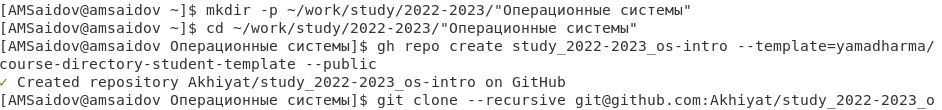 [AMSaidov@amsaidov ~]$ mkdir -p ~/work/study/2022-2023/"Операционные системы"
[AMSaidov@amsaidov ~]$ cd ~/work/study/2022-2023/"Операционные системы"
[AMSaidov@amsaidov Операционные системы]$ gh repo create study_2022-2023_os-intro --template=yamadharma/
course-directory-student-template --public
✓ Created repository Akhiyat/study_2022-2023_os-intro on GitHub
[AMSaidov@amsaidov Операционные системы]$ git clone --recursive git@github.com:Akhiyat/study_2022-2023_o